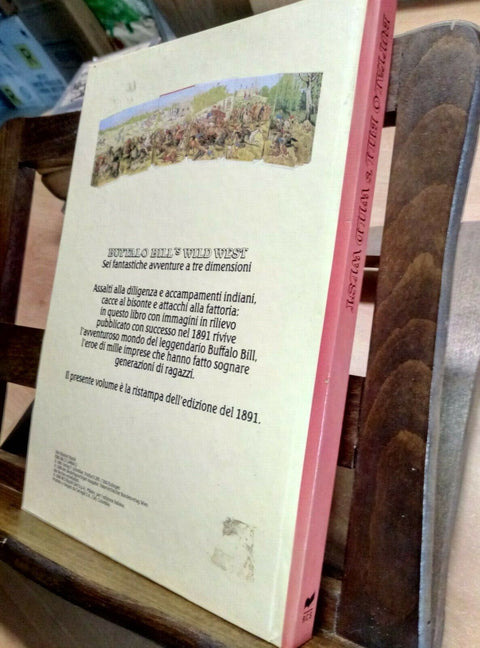 BUFFALO BILL'S WILD WEST
Sei fantastiche avventure a tre dimensioni
Assalti alla diligenza e accampamenti indiani,
cacce al bisonte e attacchi alla fattoria:
in questo libro con immagini in rilievo
pubblicato con successo nel 1891 rivive
l'avventuroso mondo del leggendario Buffalo Bill,
l'eroe di mille imprese che hanno fatto sognare
generazioni di ragazzi.
Il presente volume è la ristampa dell'edizione del 1891.
BUFFALO BILL'S WILD WEST